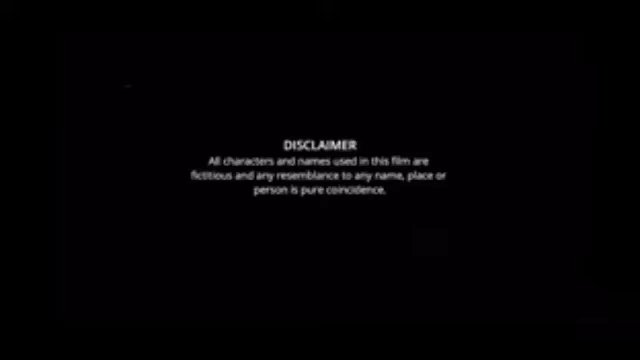 DISCLAIMER
All characters and names used in this film are
fictitious and any resemblance to any name, place or
person is pure coincidence.